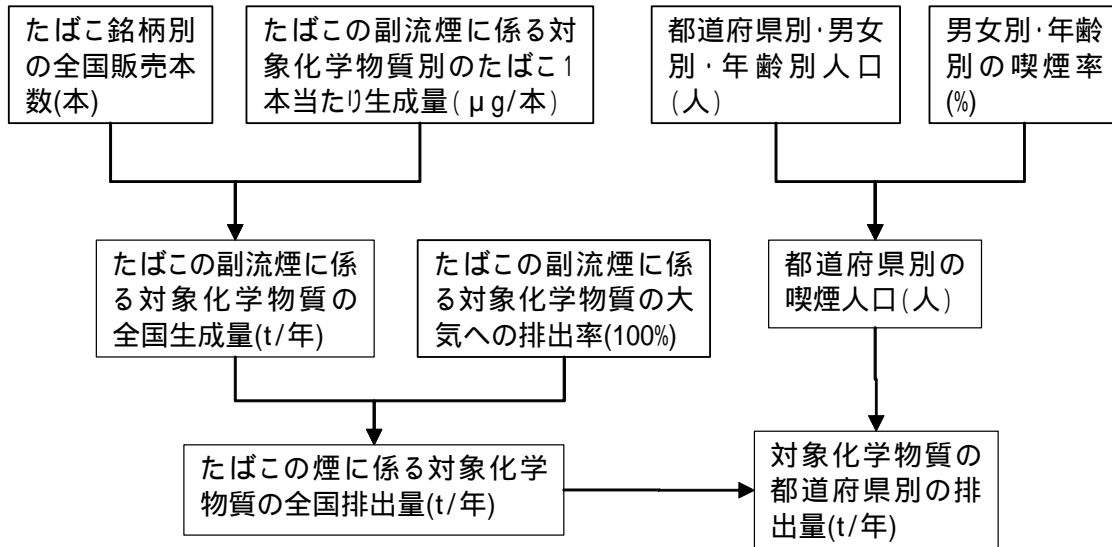 たばこ銘柄別
の全国販売本
数(本)
たばこの副流煙に係る対
象化学物質別のたばこ1
本当たり生成量(μg/本)
都道府県別・男女
別・年齢別人口
(人)
男女別・年齢
別の喫煙率
(%)
たばこの副流煙に係
る対象化学物質の
全国生成量(t/年)
たばこの副流煙に係
る対象化学物質の大
気への排出率(100%)
都道府県別の
喫煙人口(人)
たばこの煙に係る対象化学
物質の全国排出量(t/年)
対象化学物質の
都道府県別の排
出量(t/年)